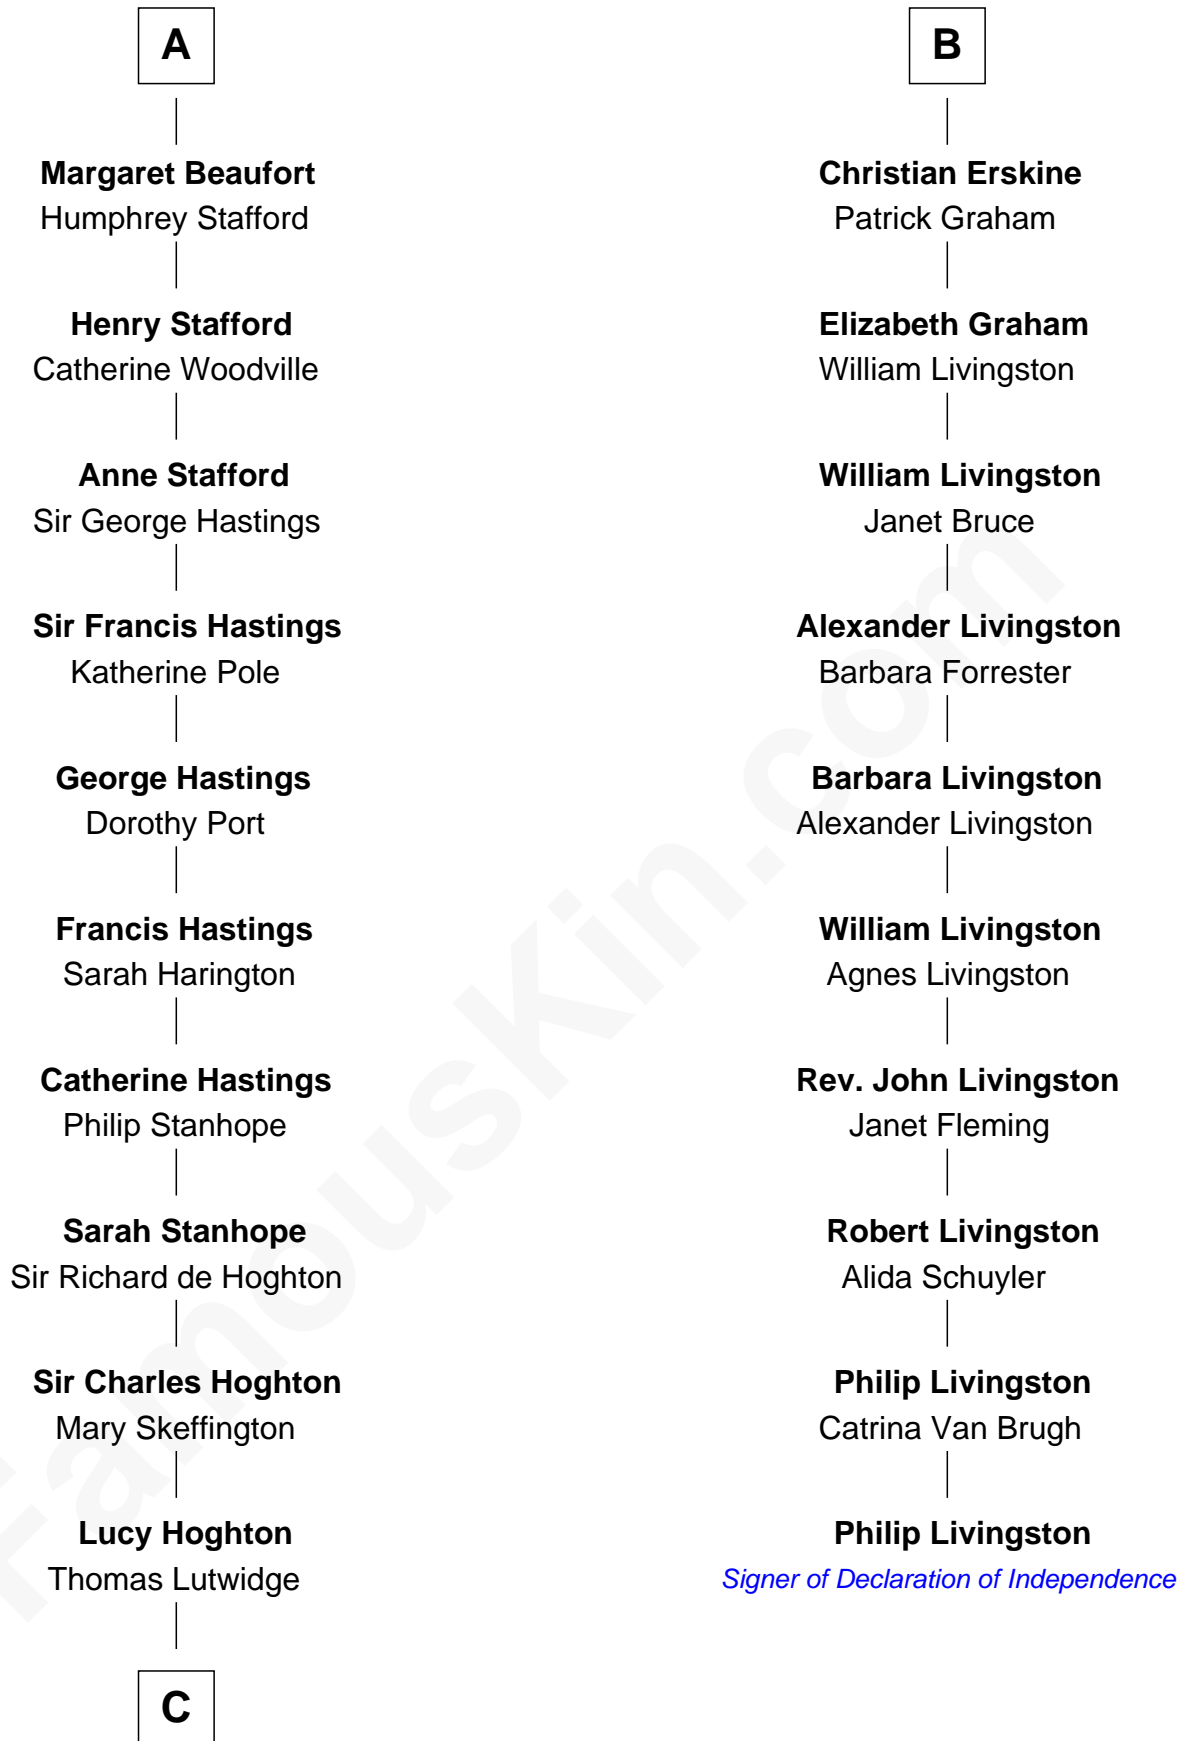 A
Margaret Beaufort
Humphrey Stafford
Henry Stafford
Catherine Woodville
Anne Stafford
Sir George Hastings
Sir Francis Hastings
Katherine Pole
George Hastings
Dorothy Port
Francis Hastings
Sarah Harington
Catherine Hastings
Philip Stanhope
Sarah Stanhope
Sir Richard de Hoghton
Sir Charles Hoghton
Mary Skeffington
Lucy Hoghton
Thomas Lutwidge
C
B
Christian Erskine
Patrick Graham
Elizabeth Graham
William Livingston
William Livingston
Janet Bruce
Alexander Livingston
Barbara Forrester
Barbara Livingston
Alexander Livingston
William Livingston
Agnes Livingston
Rev. John Livingston
Janet Fleming
Robert Livingston
Alida Schuyler
Philip Livingston
Catrina Van Brugh
Philip Livingston
Signer of Declaration of Independence
FamousKin.com